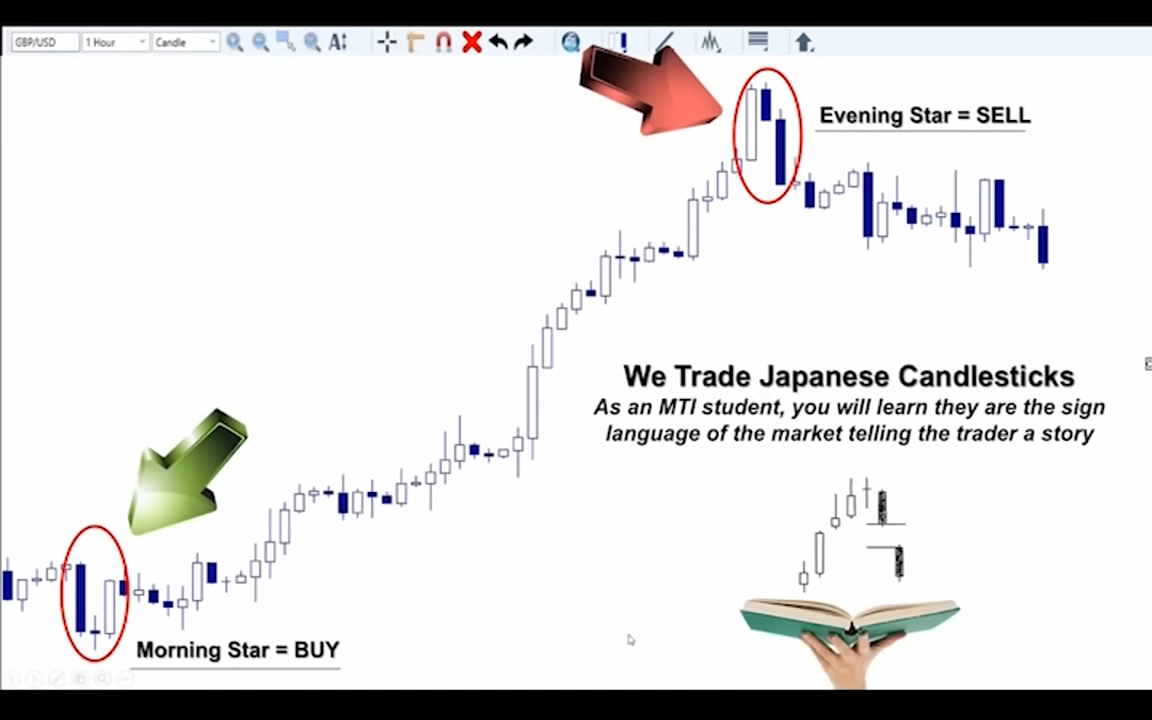 GBP/USD 1 Hour Candle
Evening Star = SELL
We Trade Japanese Candlesticks
As an MTI student, you will learn they are the sign
language of the market telling the trader a story
Morning Star = BUY